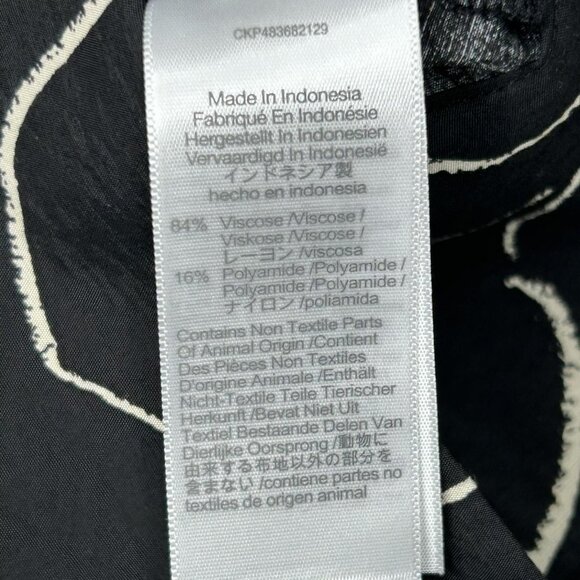 CKP483682129
Made In Indonesia
Fabriqué En Indonésie
Hergestellt In Indonesien
Vervaardigd In Indonesië
インドネシア製
hecho en indonesia
84% Viscose /Viscose /
Viskose /Viscose /
レーヨン /viscosa
16% Polyamide /Polyamide /
Polyamide /Polyamide /
ナイロン /poliamida
Contains Non Textile Parts
Of Animal Origin /Contient
Des Pièces Non Textiles
D'origine Animale /Enthält
Nicht-Textile Teile Tierischer
Herkunft /Bevat Niet Uit
Textiel Bestaande Delen Van
Dierlijke Oorsprong /動物に
由来する布地以外の部分を
含まない /contiene partes no
textiles de origen animal